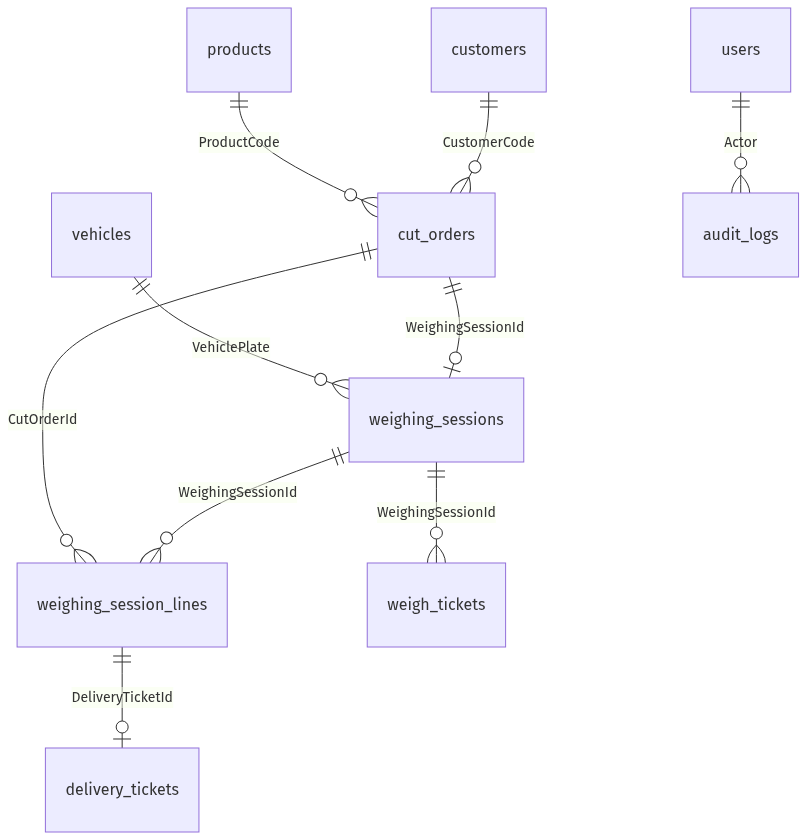 products
customers
users
ProductCode
CustomerCode
Actor
vehicles
cut_orders
audit_logs
WeighingSessionId
VehiclePlate
CutOrderId
weighing_sessions
WeighingSessionId
WeighingSessionId
weighing_session_lines
weigh_tickets
DeliveryTicketId
delivery_tickets